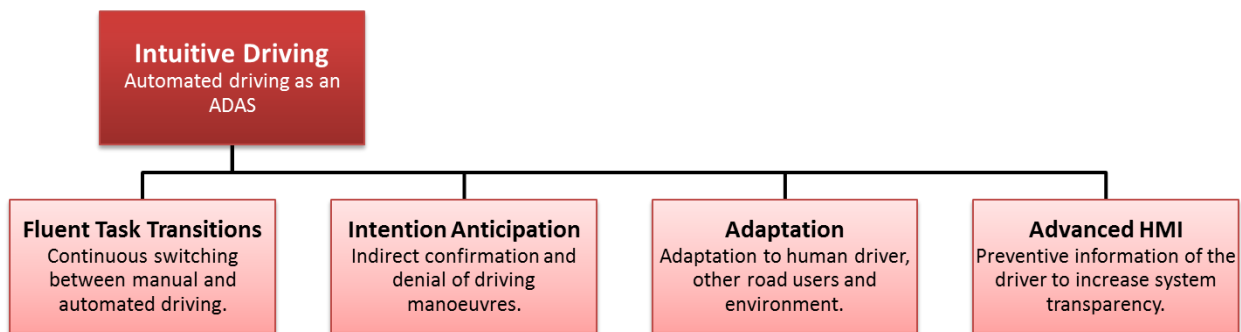 Intuitive Driving
Automated driving as an
ADAS
Fluent Task Transitions
Continuous switching
between manual and
automated driving.
Intention Anticipation
Indirect confirmation and
denial of driving
manoeuvres.
Adaptation
Adaptation to human driver,
other road users and
environment.
Advanced HMI
Preventive information of the
driver to increase system
transparency.